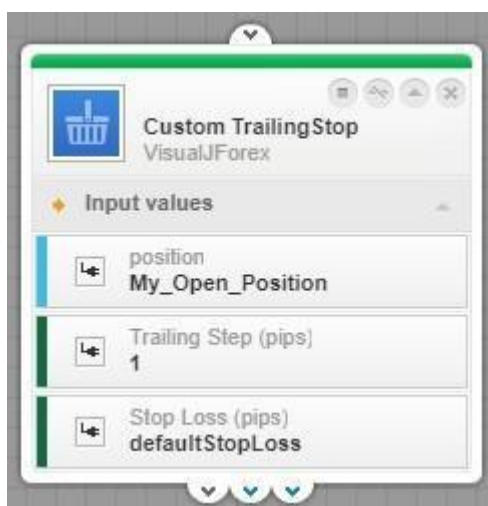 Custom TrailingStop
VisualJForex
Input values
position
My_Open_Position
Trailing Step (pips)
1
Stop Loss (pips)
defaultStopLoss